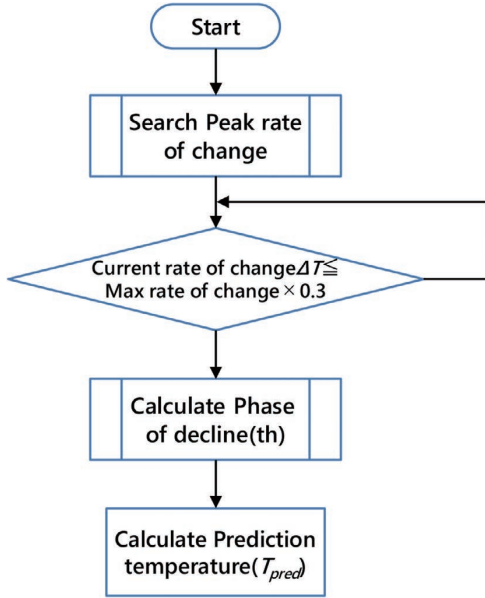 Start
Search Peak rate
of change
Current rate of changeΔT≦
Max rate of change×0.3
Calculate Phase
of decline(th)
Calculate Prediction
temperature(Tpred)